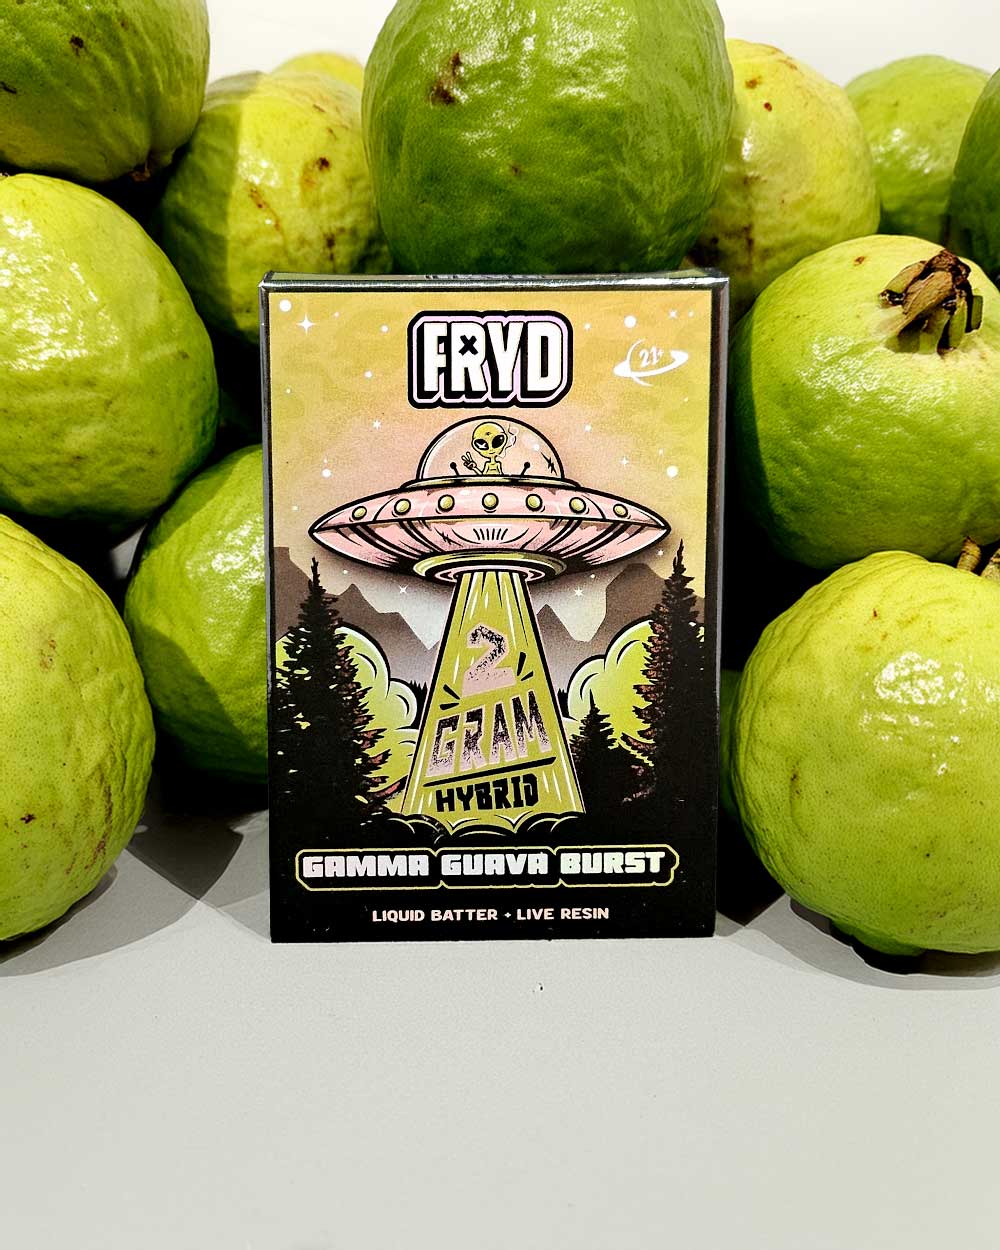 FRYD
21+
2
GRAM
HYBRID
GAMMA GUAVA BURST
LIQUID BATTER + LIVE RESIN